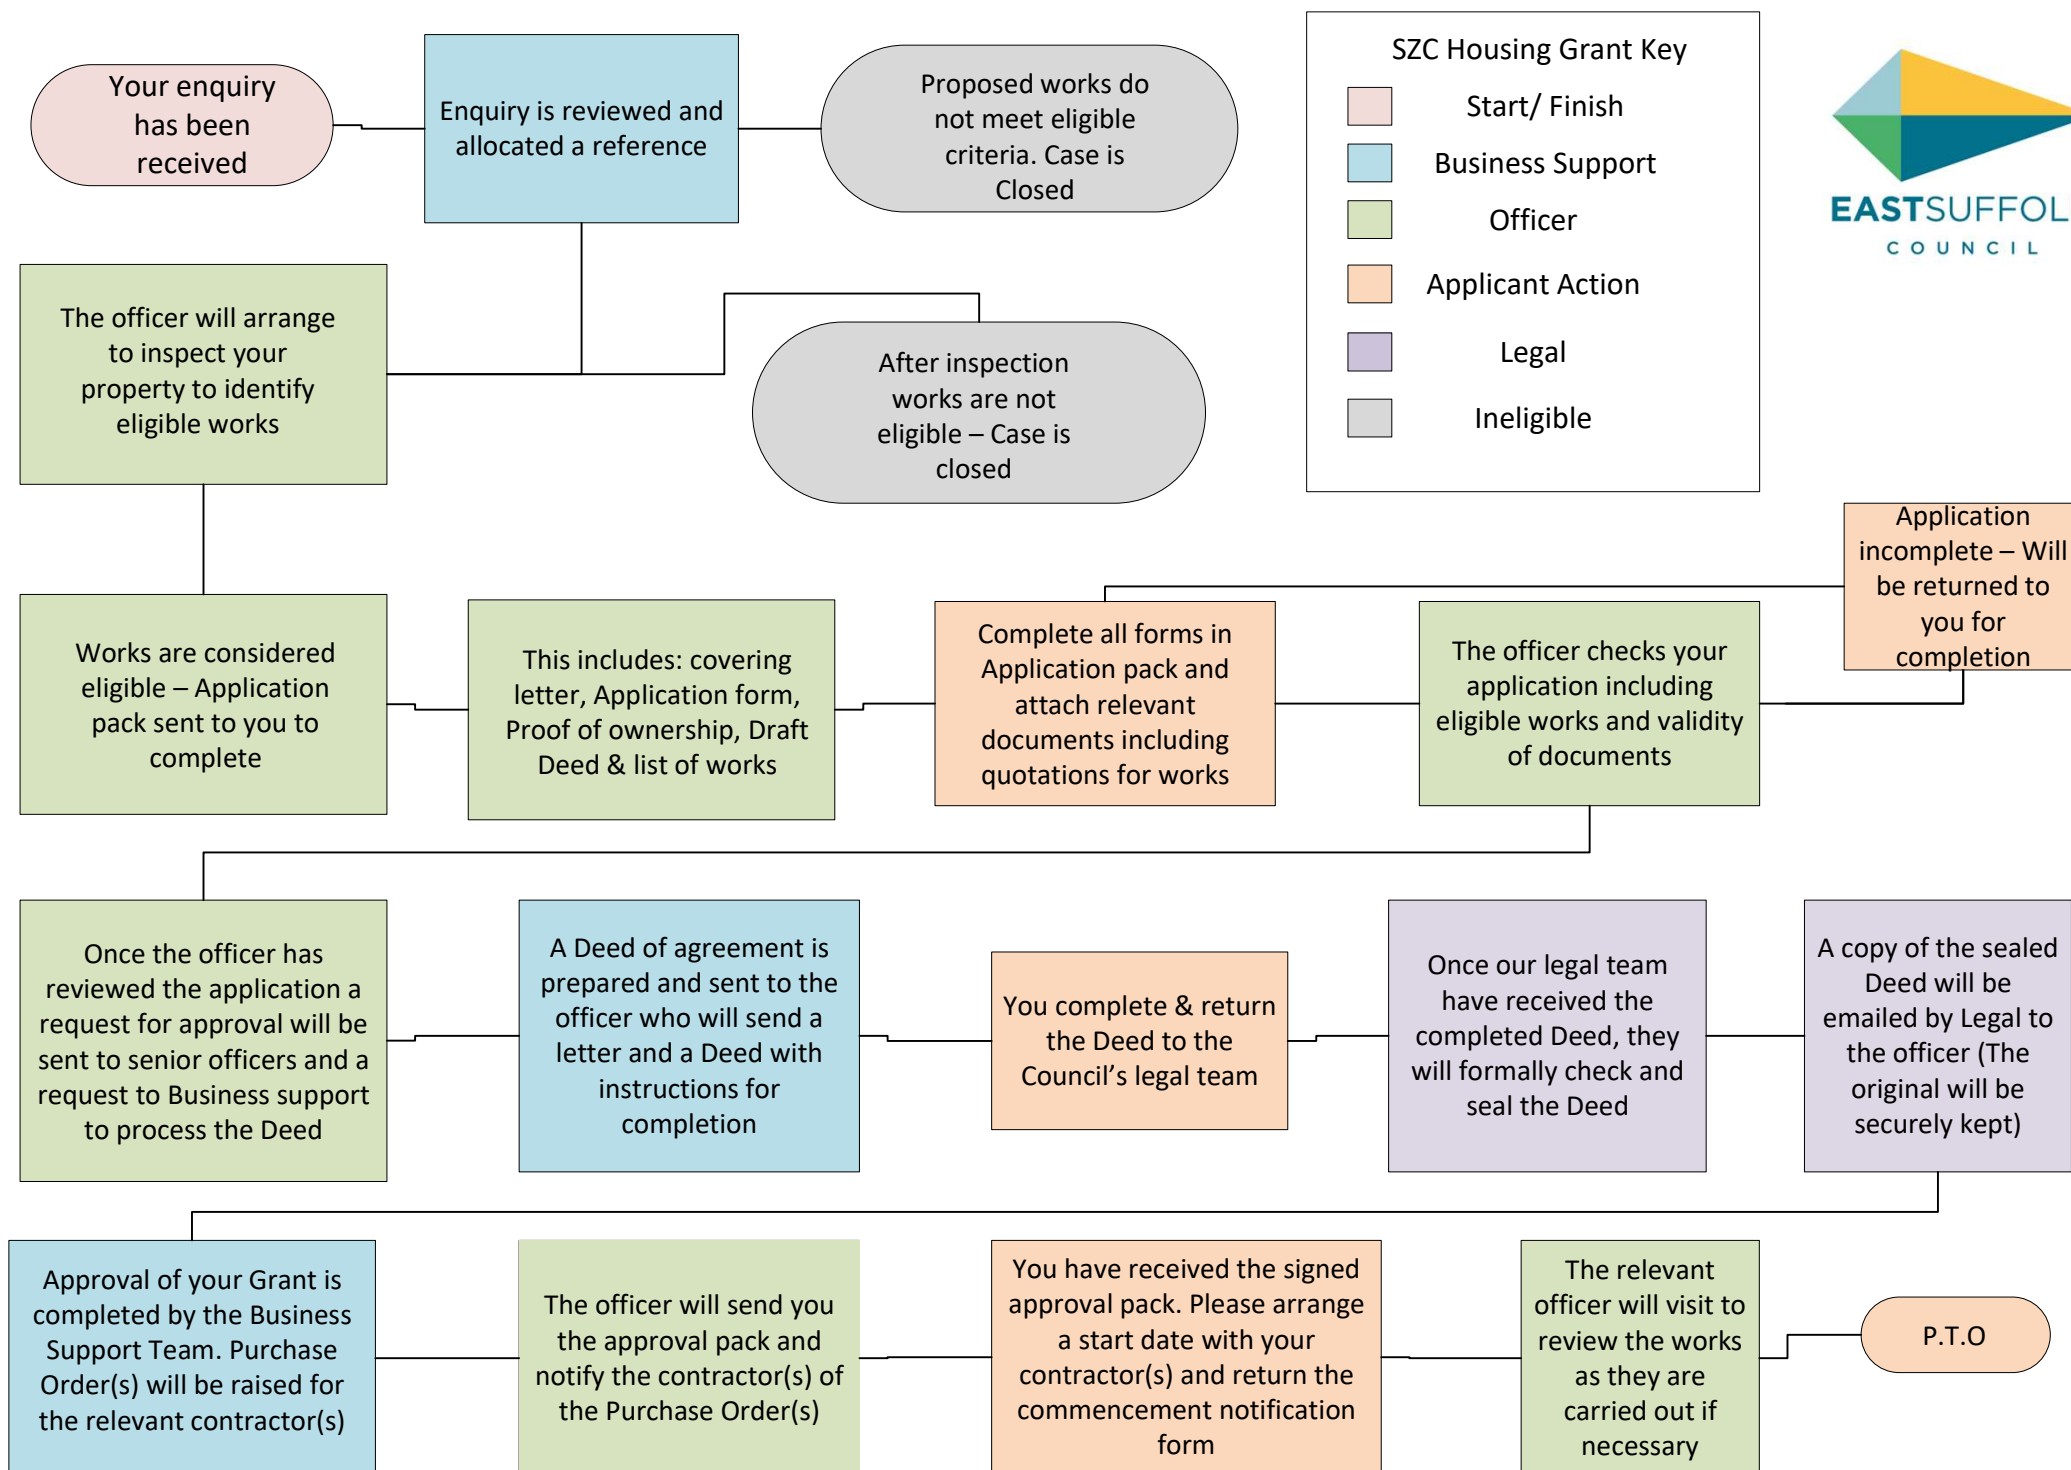 Your enquiry
has been
received
Enquiry is reviewed and
allocated a reference
Proposed works do
not meet eligible
criteria. Case is
Closed
SZC Housing Grant Key
Start/ Finish
Business Support
Officer
Applicant Action
Legal
Ineligible
EASTSUFFOL
COUNCIL
The officer will arrange
to inspect your
property to identify
eligible works
After inspection
works are not
eligible – Case is
closed
Application
incomplete – Will
be returned to
you for
completion
Works are considered
eligible – Application
pack sent to you to
complete
This includes: covering
letter, Application form,
Proof of ownership, Draft
Deed & list of works
Complete all forms in
Application pack and
attach relevant
documents including
quotations for works
The officer checks your
application including
eligible works and validity
of documents
Once the officer has
reviewed the application a
request for approval will be
sent to senior officers and a
request to Business support
to process the Deed
A Deed of agreement is
prepared and sent to the
officer who will send a
letter and a Deed with
instructions for
completion
You complete & return
the Deed to the
Council’s legal team
Once our legal team
have received the
completed Deed, they
will formally check and
seal the Deed
A copy of the sealed
Deed will be
emailed by Legal to
the officer (The
original will be
securely kept)
Approval of your Grant is
completed by the Business
Support Team. Purchase
Order(s) will be raised for
the relevant contractor(s)
The officer will send you
the approval pack and
notify the contractor(s) of
the Purchase Order(s)
You have received the signed
approval pack. Please arrange
a start date with your
contractor(s) and return the
commencement notification
form
The relevant
officer will visit to
review the works
as they are
carried out if
necessary
P.T.O